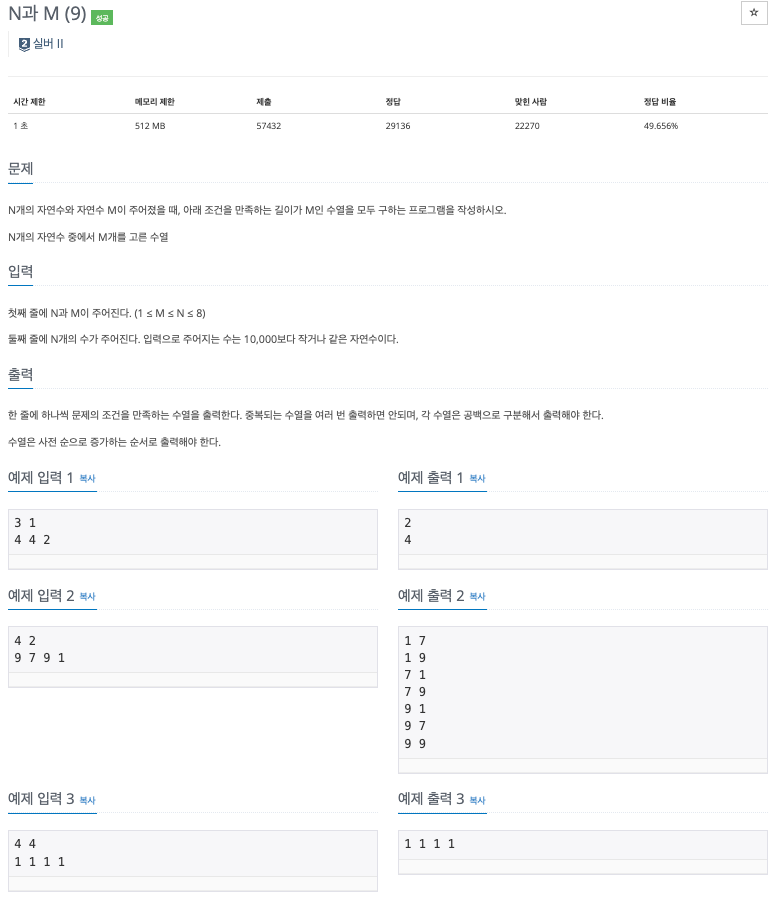 N과 M (9) 성공
☆
2 실버 II
시간 제한 메모리 제한 제출 정답 맞힌 사람 정답 비율
1 초 512 MB 57432 29136 22270 49.656%
문제
N개의 자연수와 자연수 M이 주어졌을 때, 아래 조건을 만족하는 길이가 M인 수열을 모두 구하는 프로그램을 작성하시오.
N개의 자연수 중에서 M개를 고른 수열
입력
첫째 줄에 N과 M이 주어진다. (1 ≤ M ≤ N ≤ 8)
둘째 줄에 N개의 수가 주어진다. 입력으로 주어지는 수는 10,000보다 작거나 같은 자연수이다.
출력
한 줄에 하나씩 문제의 조건을 만족하는 수열을 출력한다. 중복되는 수열을 여러 번 출력하면 안되며, 각 수열은 공백으로 구분해서 출력해야 한다.
수열은 사전 순으로 증가하는 순서로 출력해야 한다.
예제 입력 1 복사
3 1
4 4 2
예제 출력 1 복사
2
4
예제 입력 2 복사
4 2
9 7 9 1
예제 출력 2 복사
1 7
1 9
7 1
7 9
9 1
9 7
9 9
예제 입력 3 복사
4 4
1 1 1 1
예제 출력 3 복사
1 1 1 1